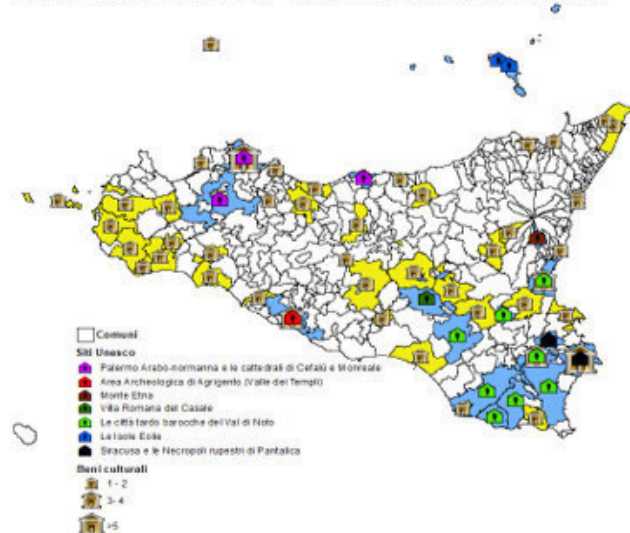 Comuni
Siti Unesco
Palermo Arabo-normanna e le cattedrali di Cefalù e Monreale
Area Archeologica di Agrigento (Valle dei Templi)
Monte Etna
Villa Romana del Casale
Le città tardo barocche del Val di Noto
Le Isole Eolie
Siracusa e le Necropoli rupestri di Pantalica
Beni culturali
1 - 2
3- 4
>5